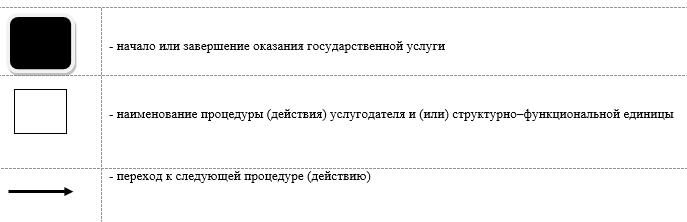 - начало или завершение оказания государственной услуги
- наименование процедуры (действия) услугодателя и (или) структурно–функциональной единицы
- переход к следующей процедуре (действию)